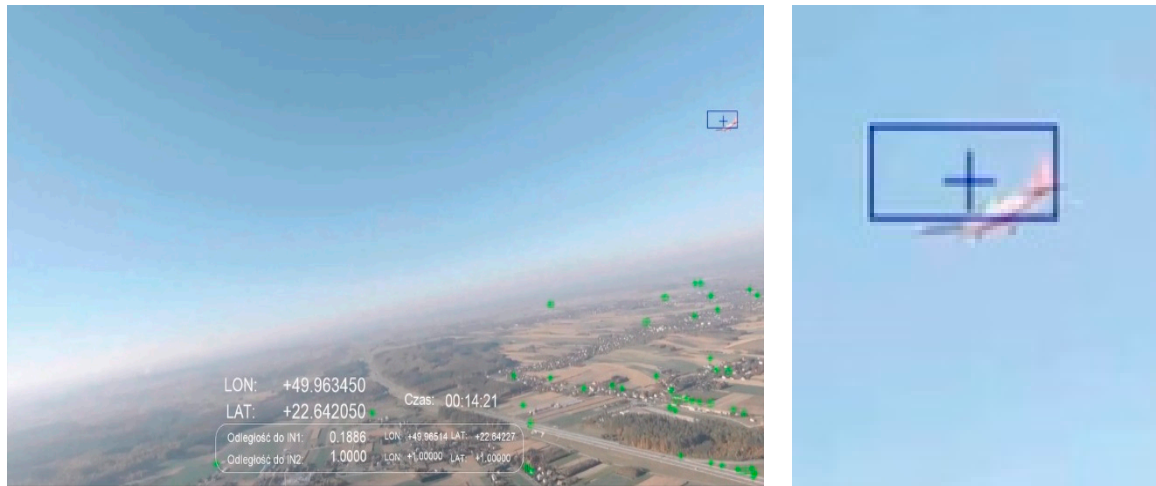 LON: +49.963450
LAT: +22.642050
Czas: 00:14:21
Odległość do IN1: 0.1886 LON: +49.96514 LAT: +22.64227
Odległość do IN2: 1.0000 LON: +1.00000 LAT: +1.00000